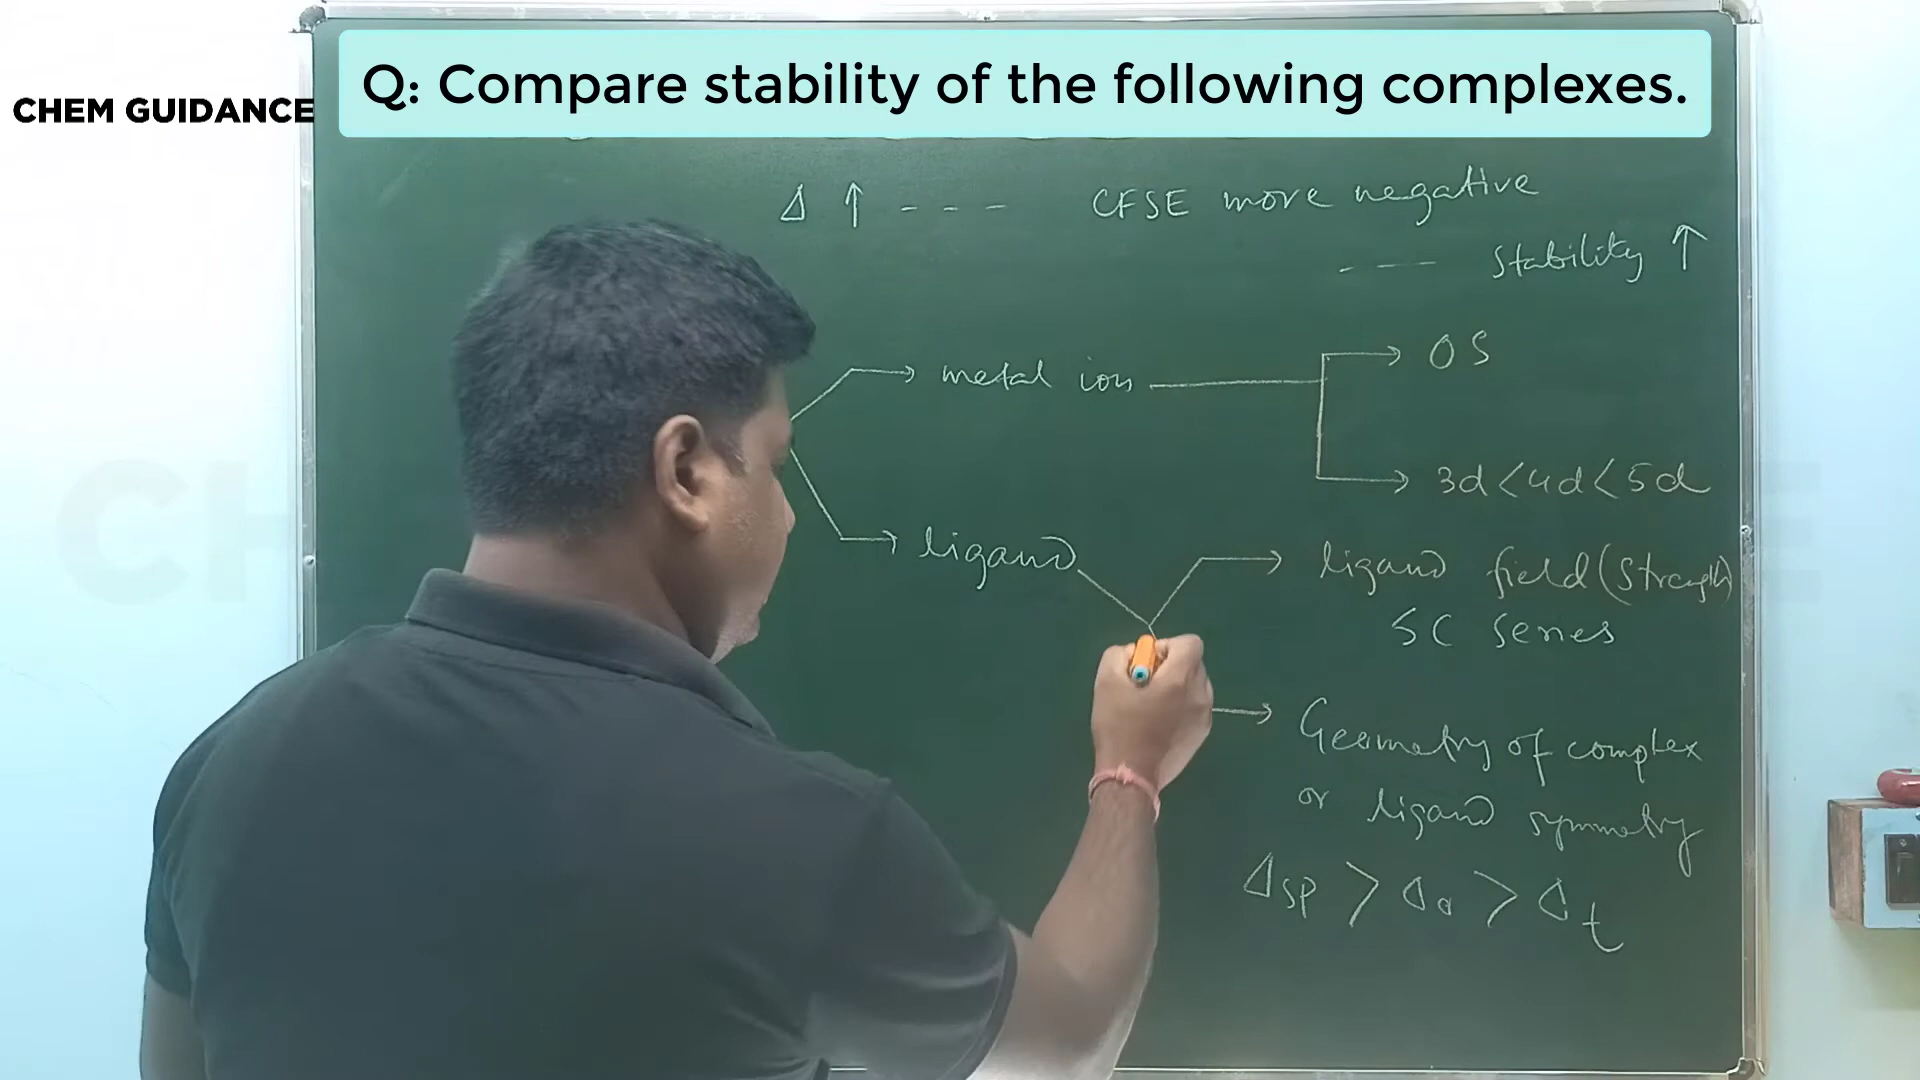 Q: Compare stability of the following complexes.
CHEM GUIDANCE
Δ ↑ - - - CFSE more negative
- - - Stability ↑
metal ion
OS
3d < 4d < 5d
ligand
ligand field (strength)
SC series
Geometry of complex
or ligand symmetry
Δsp > Δo > Δt